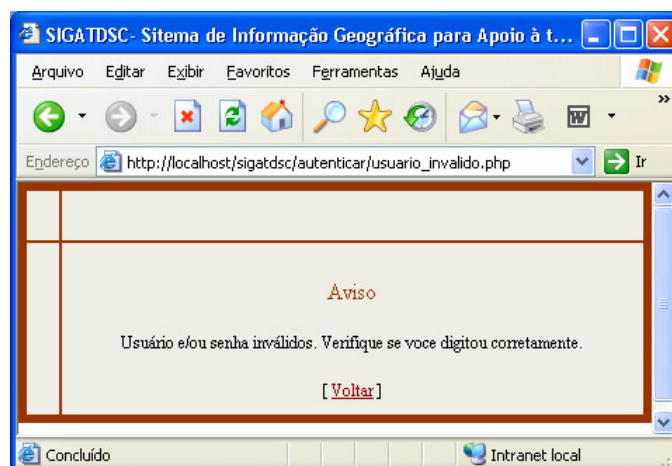 SIGATDSC- Sitema de Informação Geográfica para Apoio à t...
Arquivo Editar Exibir Favoritos Ferramentas Ajuda
Endereço http://localhost/sigatdsc/autenticar/usuario_invalido.php Ir
Aviso
Usuário e/ou senha inválidos. Verifique se voce digitou corretamente.
[ Voltar ]
Concluído Intranet local